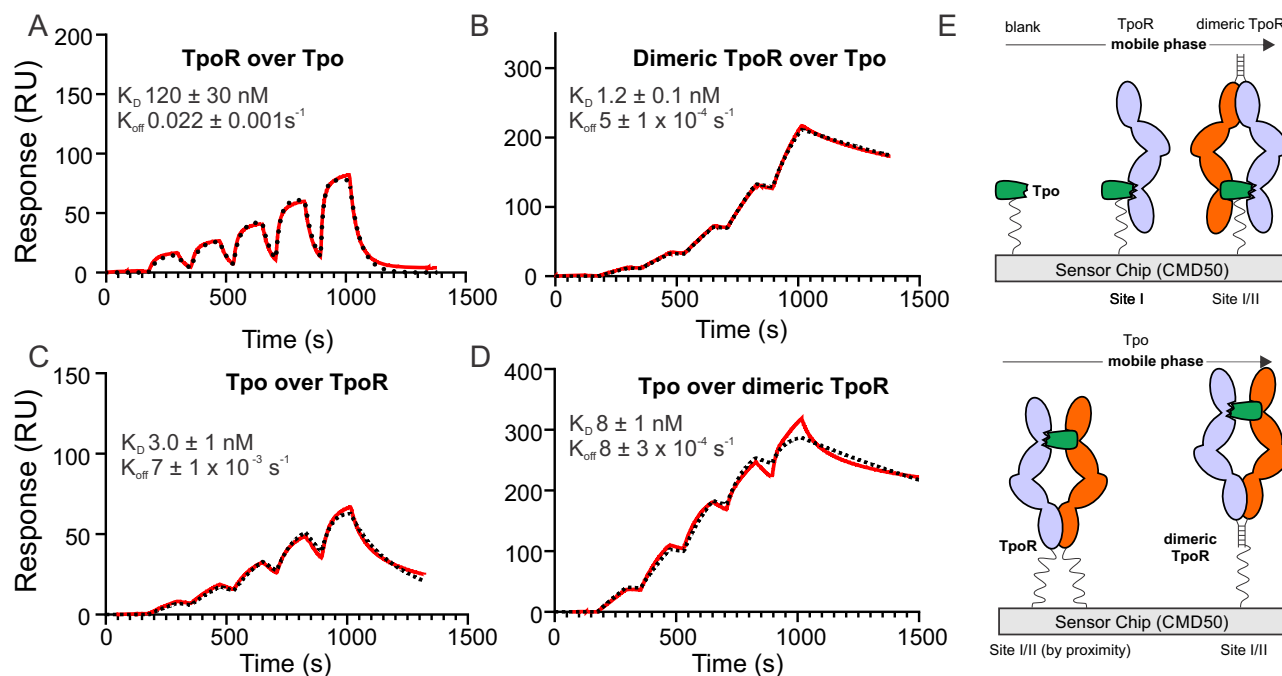 A
TpoR over Tpo
K_D 120 ± 30 nM
K_off 0.022 ± 0.001s⁻¹
Response (RU)
200
150
100
50
0
0
500
1000
1500
Time (s)
B
Dimeric TpoR over Tpo
K_D 1.2 ± 0.1 nM
K_off 5 ± 1 x 10⁻⁴ s⁻¹
300
200
100
0
0
500
1000
1500
Time (s)
C
Tpo over TpoR
K_D 3.0 ± 1 nM
K_off 7 ± 1 x 10⁻³ s⁻¹
Response (RU)
150
100
50
0
0
500
1000
1500
Time (s)
D
Tpo over dimeric TpoR
K_D 8 ± 1 nM
K_off 8 ± 3 x 10⁻⁴ s⁻¹
400
300
200
100
0
0
500
1000
1500
Time (s)
E
blank TpoR dimeric TpoR
mobile phase
Tpo
Sensor Chip (CMD50)
Site I Site I/II
Tpo
mobile phase
TpoR
dimeric
TpoR
Sensor Chip (CMD50)
Site I/II (by proximity) Site I/II